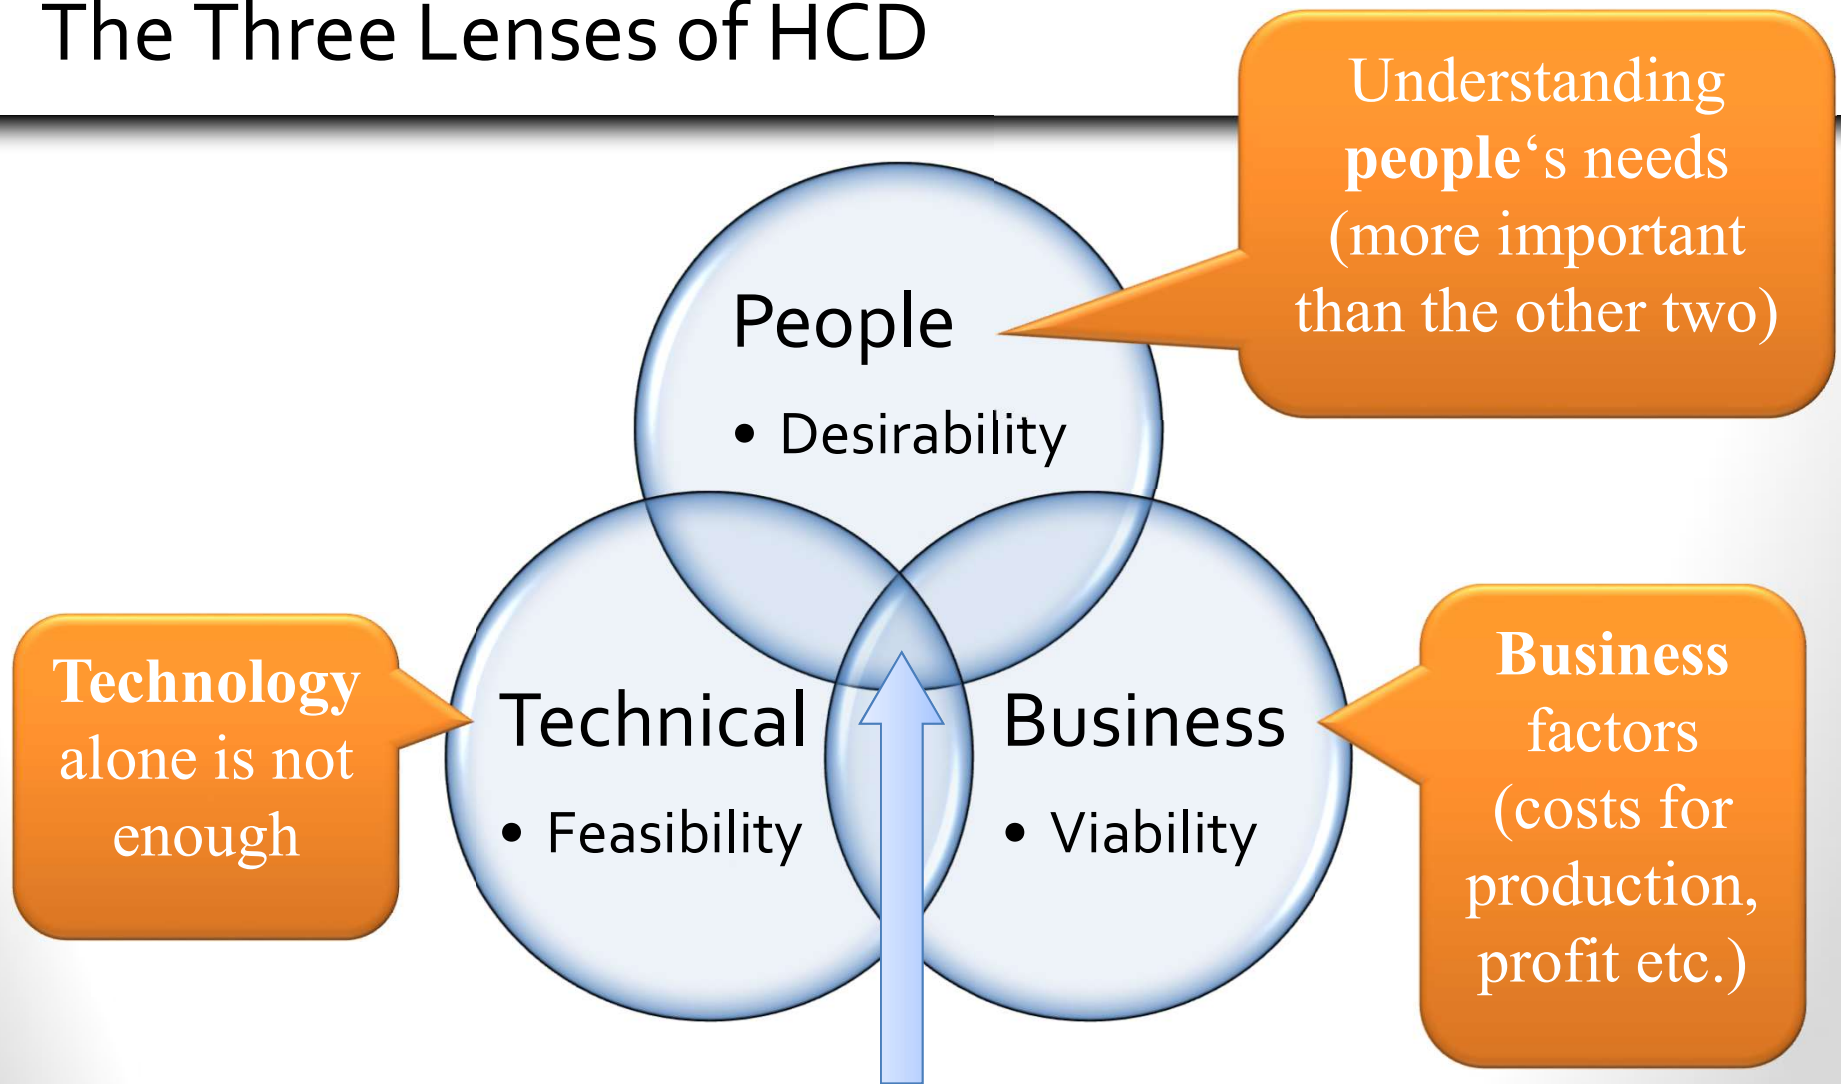 The Three Lenses of HCD
Understanding
people‘s needs
(more important
than the other two)
People
• Desirability
Technology
alone is not
enough
Technical
• Feasibility
Business
• Viability
Business
factors
(costs for
production,
profit etc.)